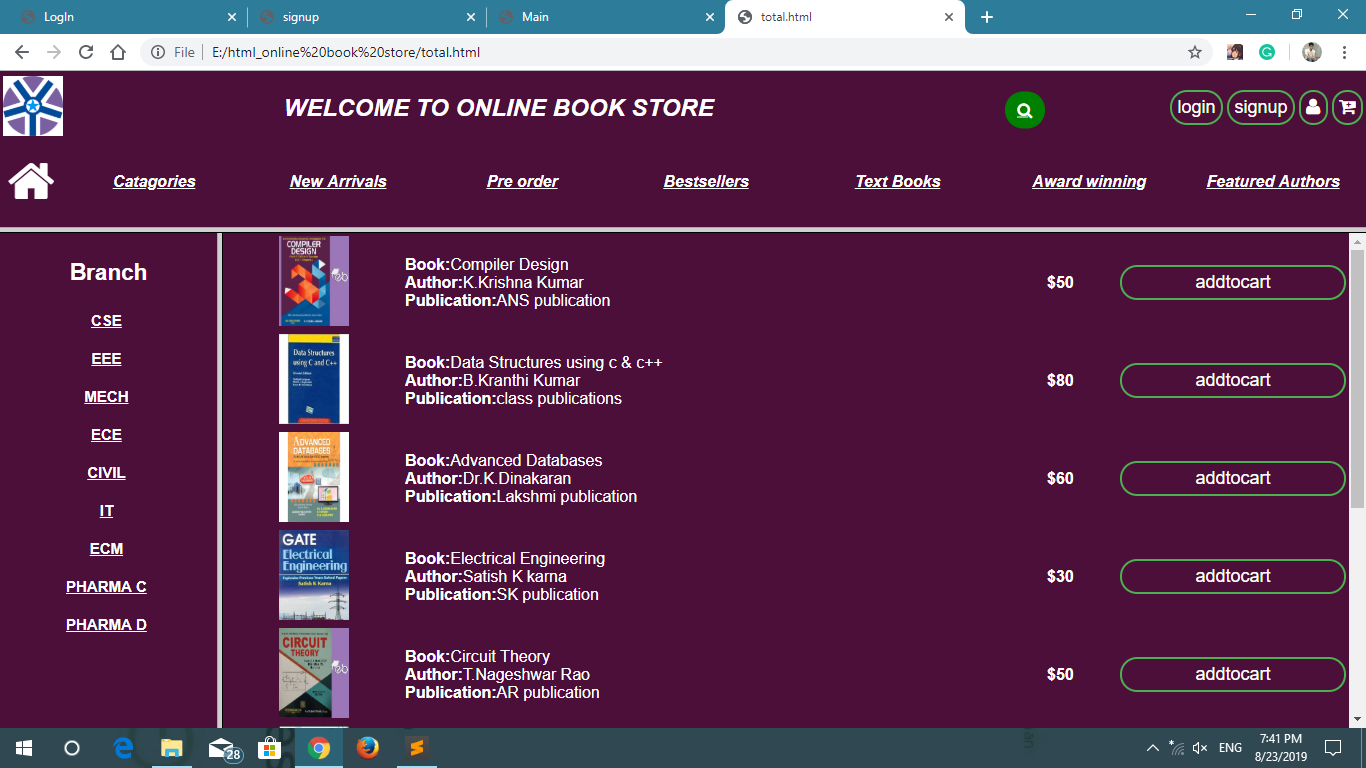 LogIn
signup
Main
total.html
File
E:/html_online%20book%20store/total.html
WELCOME TO ONLINE BOOK STORE
login
signup
Catagories
New Arrivals
Pre order
Bestsellers
Text Books
Award winning
Featured Authors
Branch
CSE
EEE
MECH
ECE
CIVIL
IT
ECM
PHARMA C
PHARMA D
COMPILER
DESIGN
Book:Compiler Design
Author:K.Krishna Kumar
Publication:ANS publication
$50
addtocart
Data Structures
using C and C++
Book:Data Structures using c & c++
Author:B.Kranthi Kumar
Publication:class publications
$80
addtocart
ADVANCED
DATABASES
Book:Advanced Databases
Author:Dr.K.Dinakaran
Publication:Lakshmi publication
$60
addtocart
GATE
Electrical
Engineering
Satish K Karna
Book:Electrical Engineering
Author:Satish K karna
Publication:SK publication
$30
addtocart
CIRCUIT
THEORY
Book:Circuit Theory
Author:T.Nageshwar Rao
Publication:AR publication
$50
addtocart
28
ENG
7:41 PM
8/23/2019